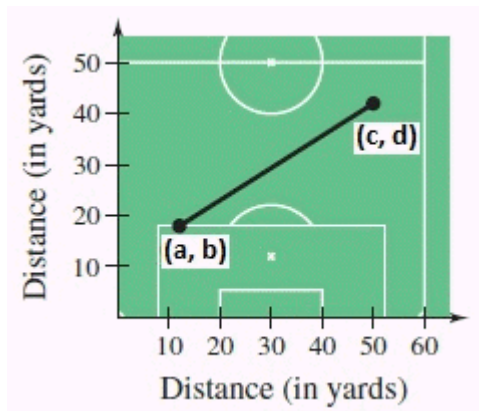 Distance (in yards)
50
40
30
20
10
(c, d)
(a, b)
10 20 30 40 50 60
Distance (in yards)